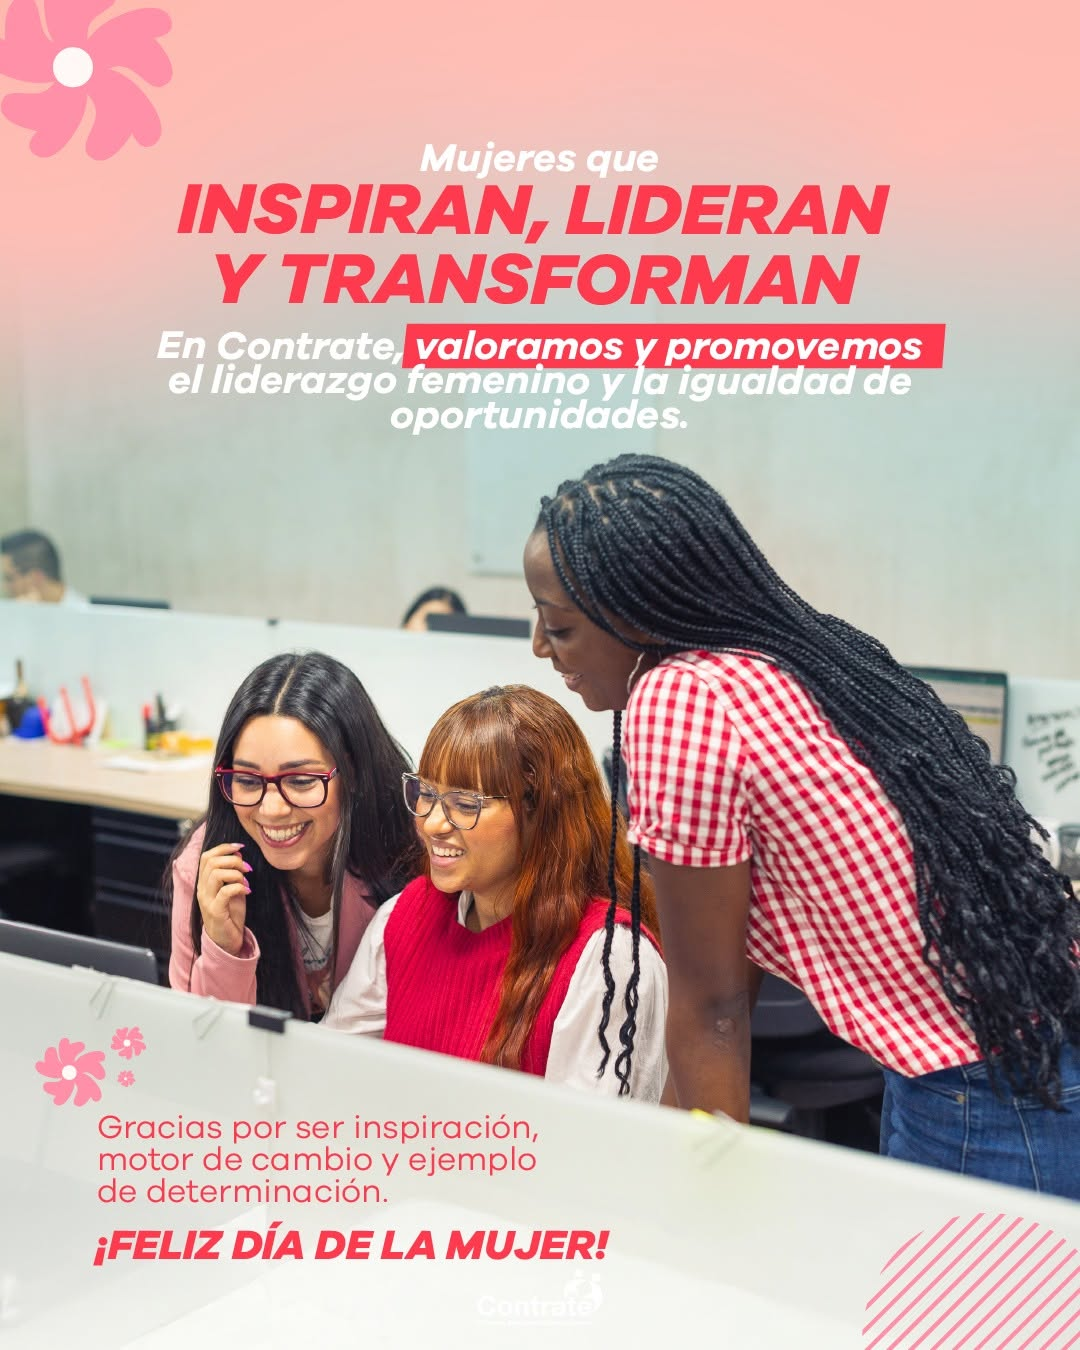 Mujeres que
INSPIRAN, LIDERAN
Y TRANSFORMAN
En Contrate, valoramos y promovemos
el liderazgo femenino y la igualdad de
oportunidades.
Gracias por ser inspiración,
motor de cambio y ejemplo
de determinación.
¡FELIZ DÍA DE LA MUJER!
Contrate